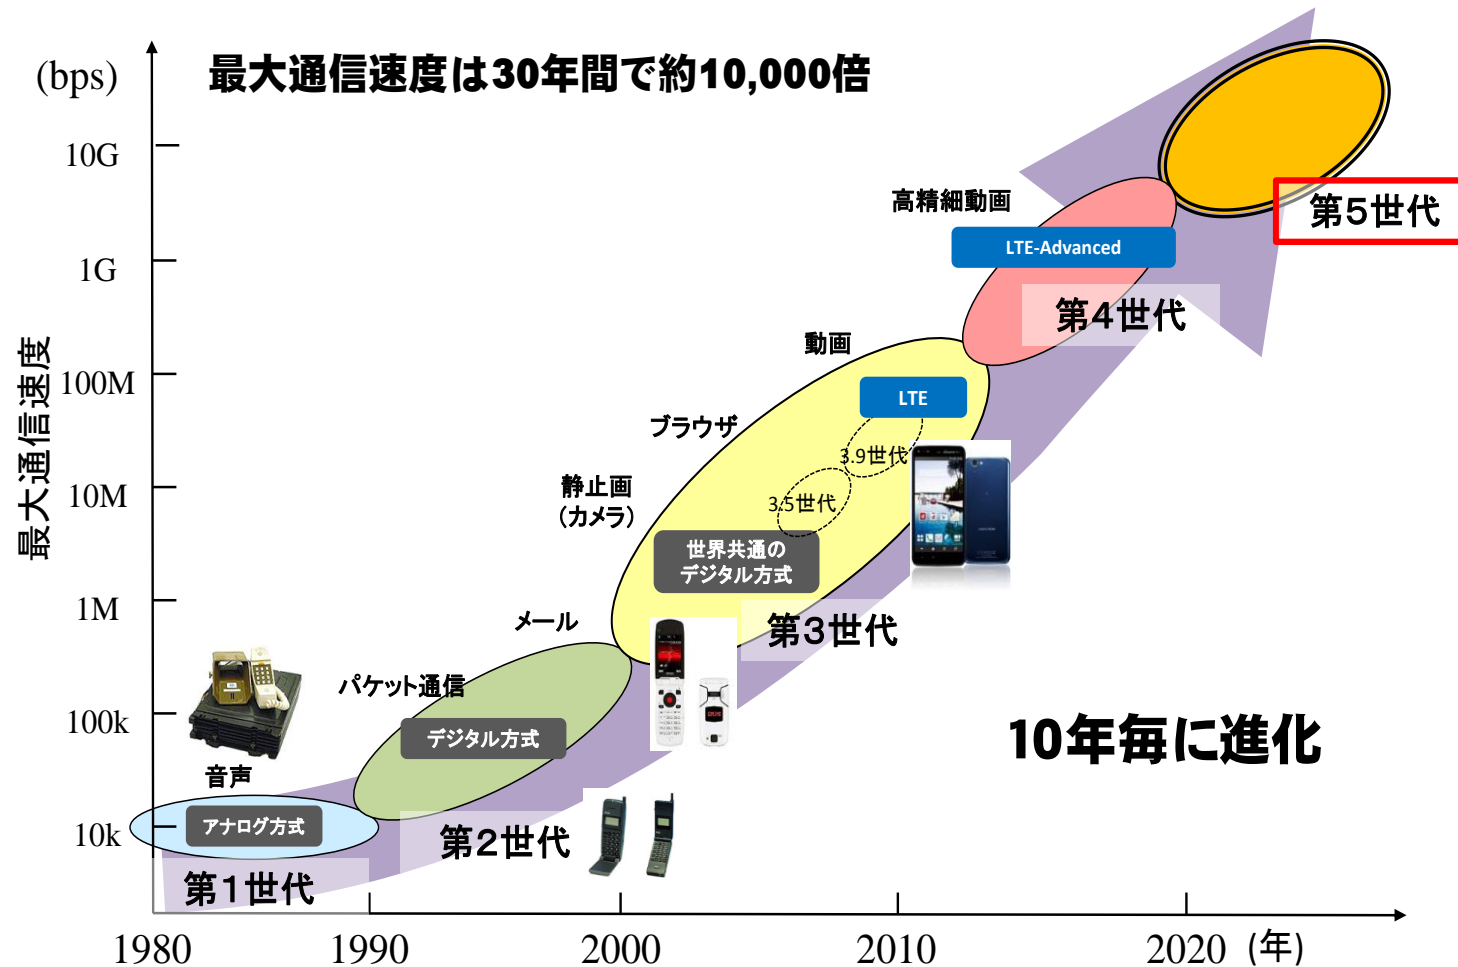 (bps)
最大通信速度は30年間で約10,000倍
10G
1G
100M
10M
1M
100k
10k
最大通信速度
高精細動画
LTE-Advanced
第5世代
第4世代
動画
LTE
ブラウザ
3.9世代
3.5世代
静止画
(カメラ)
世界共通の
デジタル方式
第3世代
メール
パケット通信
デジタル方式
第2世代
音声
アナログ方式
第1世代
10年毎に進化
1980
1990
2000
2010
2020
(年)